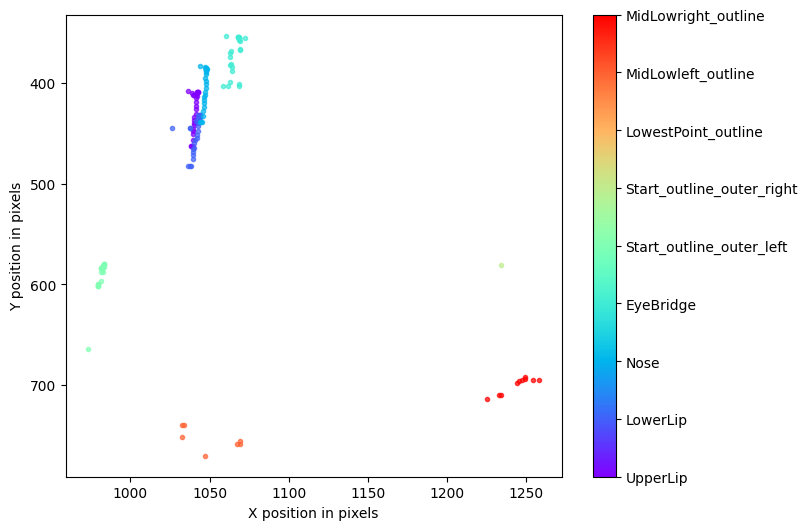 400
500
600
700
Y position in pixels
1000
1050
1100
1150
1200
1250
X position in pixels
MidLowright_outline
MidLowleft_outline
LowestPoint_outline
Start_outline_outer_right
Start_outline_outer_left
EyeBridge
Nose
LowerLip
UpperLip